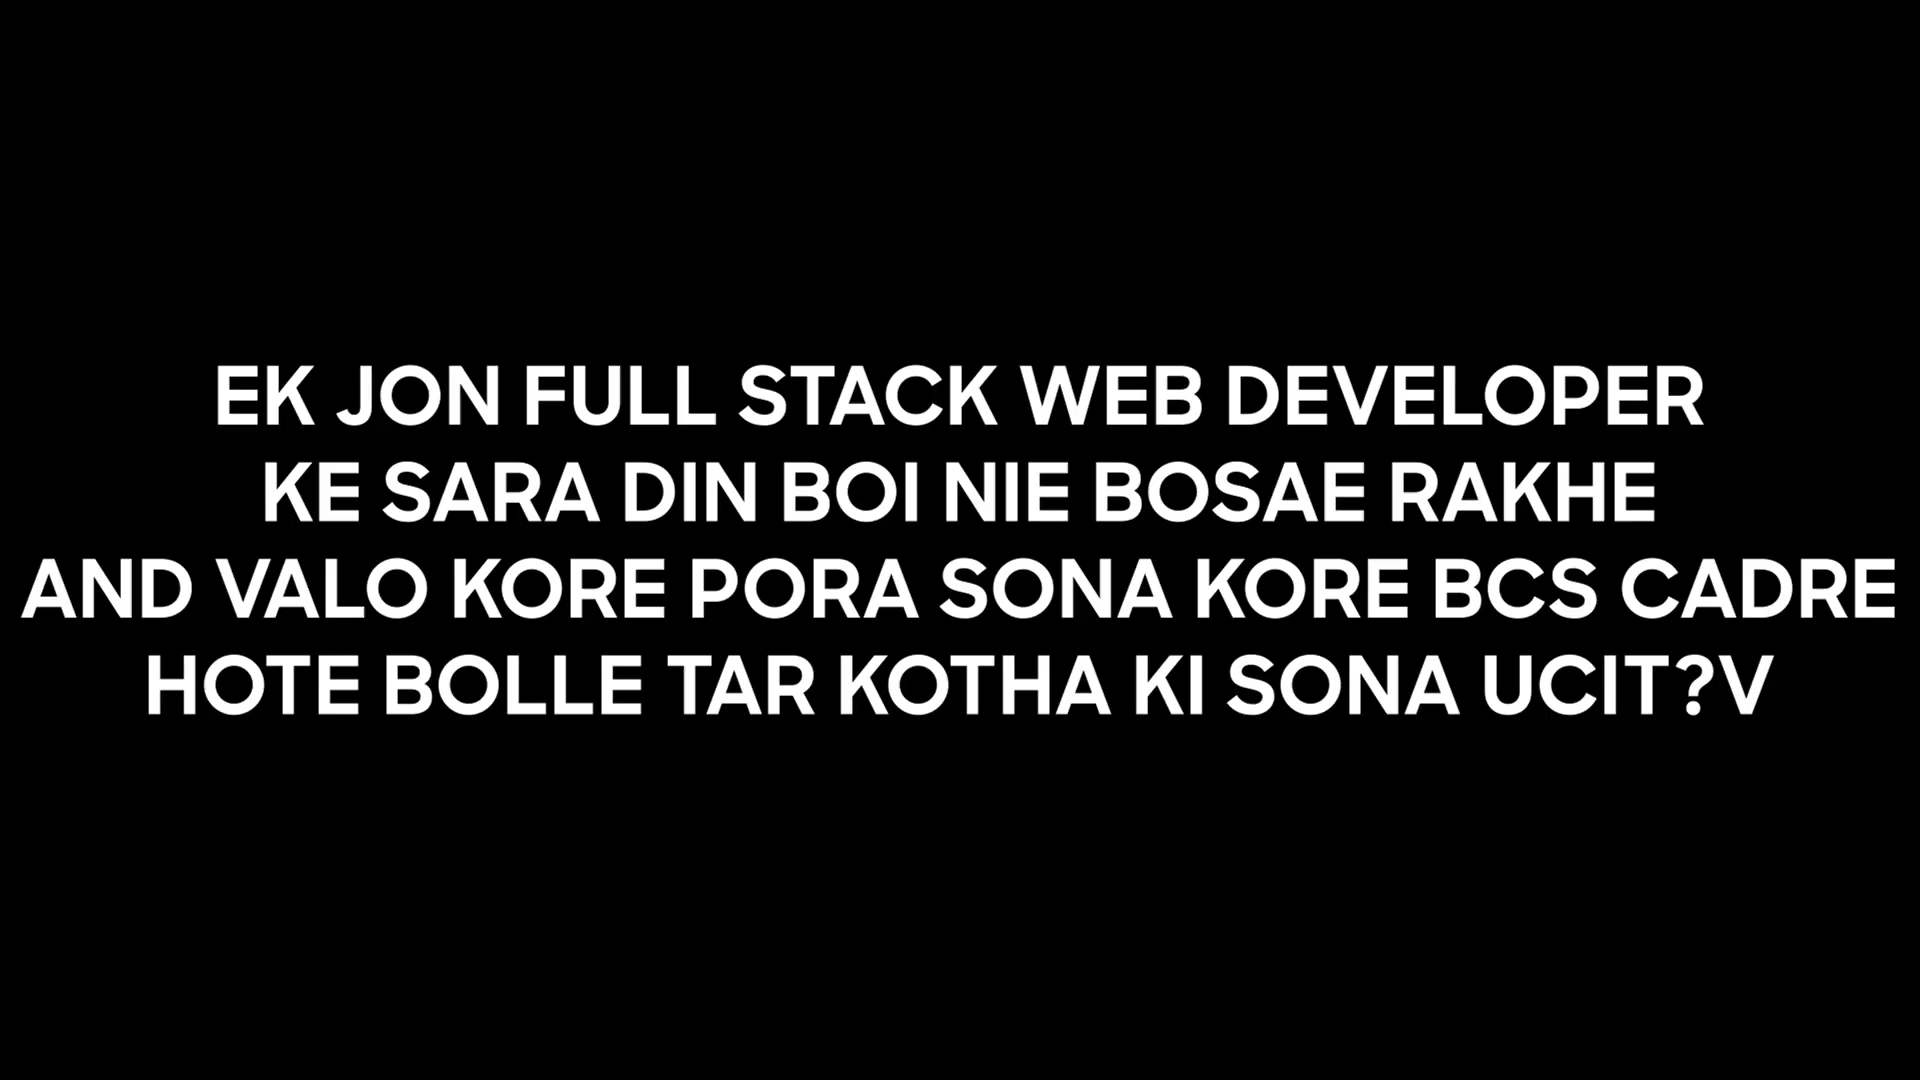 EK JON FULL STACK WEB DEVELOPER
KE SARA DIN BOI NIE BOSAE RAKHE
AND VALO KORE PORA SONA KORE BCS CADRE
HOTE BOLLE TAR KOTHA KI SONA UCIT?V